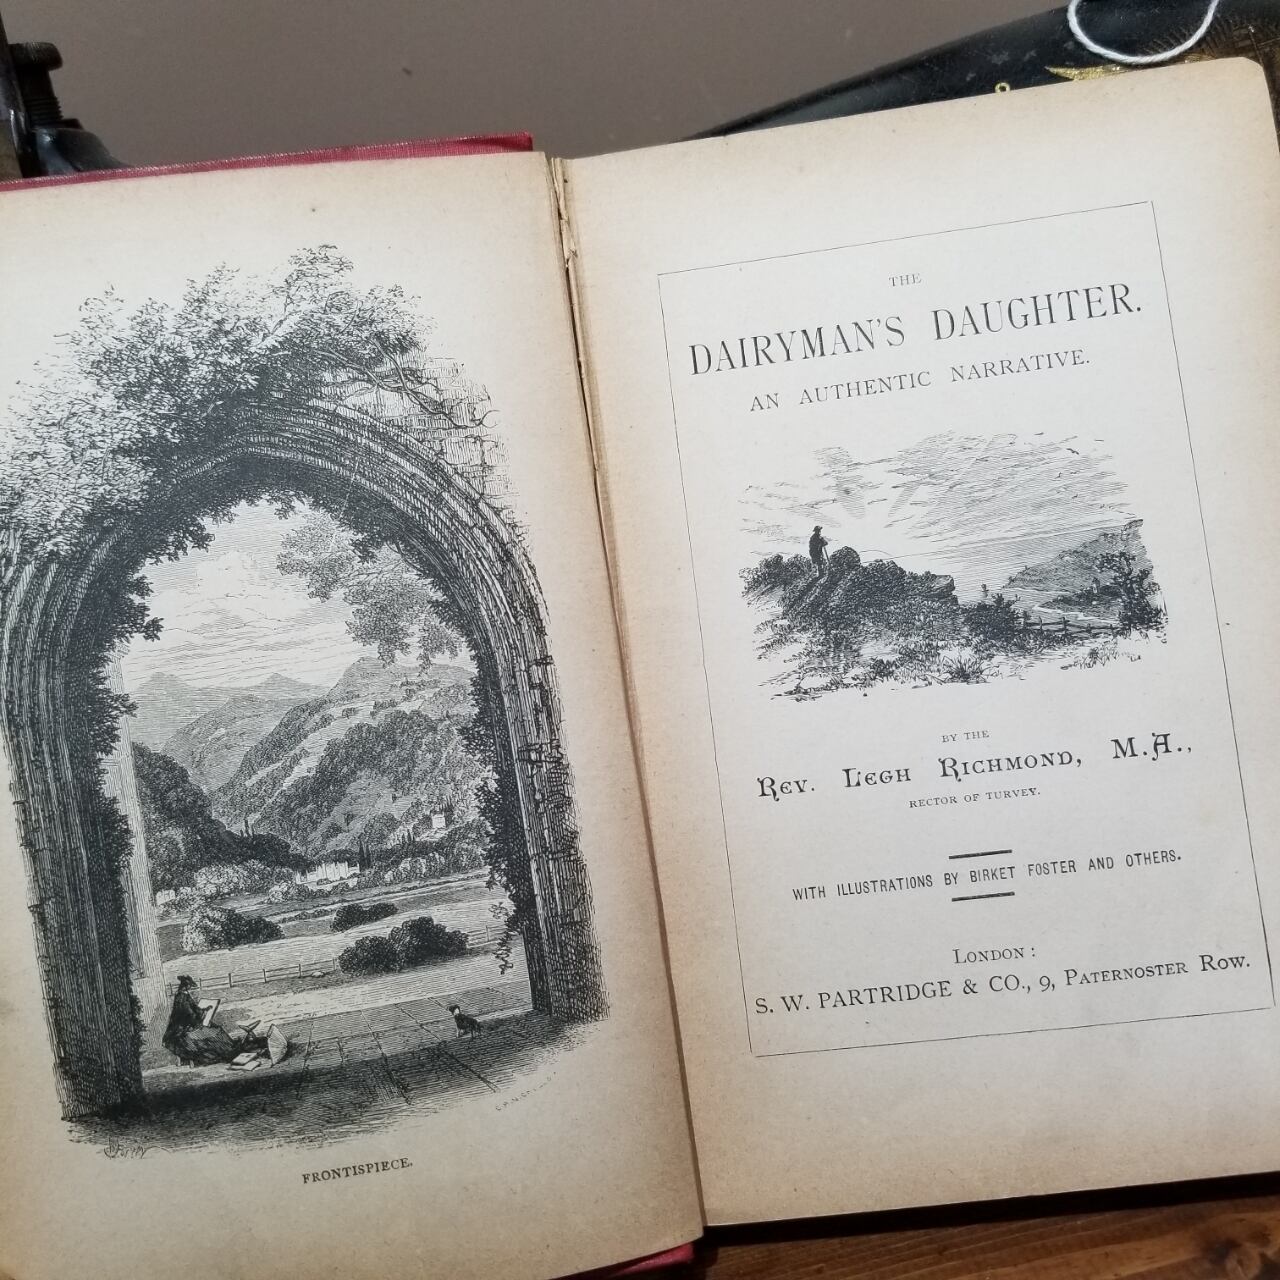 FRONTISPIECE.
THE
DAIRYMAN'S DAUGHTER.
AN AUTHENTIC NARRATIVE.
BY THE
REV. LEGH RICHMOND, M.A.,
RECTOR OF TURVEY.
WITH ILLUSTRATIONS BY BIRKET FOSTER AND OTHERS.
LONDON:
S. W. PARTRIDGE & CO., 9, PATERNOSTER ROW.